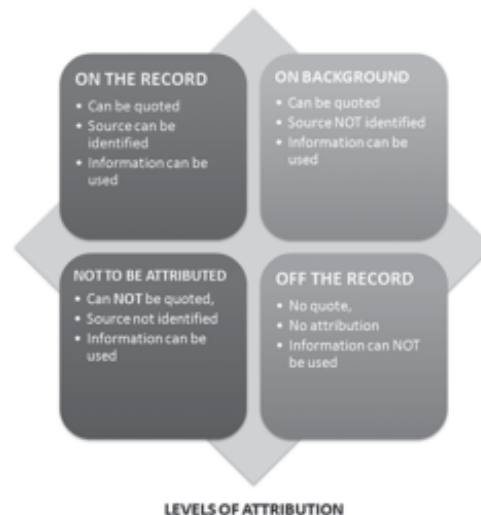 ON THE RECORD
• Can be quoted
• Source can be
identified
• Information can be
used
ON BACKGROUND
• Can be quoted
• Source NOT identified
• Information can be
used
NOT TO BE ATTRIBUTED
• Can NOT be quoted,
• Source not identified
• Information can be
used
OFF THE RECORD
• No quote,
• No attribution
• Information can NOT
be used
LEVELS OF ATTRIBUTION